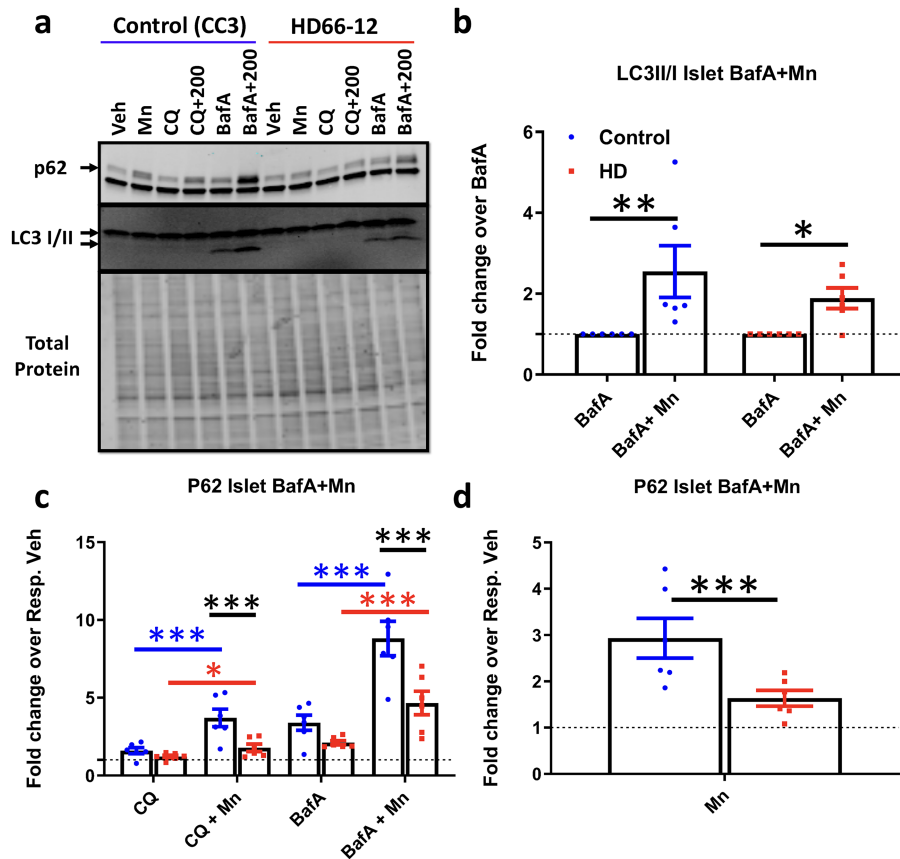 a
Control (CC3)
HD66-12
Veh
Mn
CQ
CQ+200
BafA
BafA+200
Veh
Mn
CQ
CQ+200
BafA
BafA+200
p62
LC3 I/II
Total
Protein
b
LC3II/I Islet BafA+Mn
Fold change over BafA
6
4
2
0
Control
HD
**
*
BafA
BafA+ Mn
BafA
BafA+ Mn
c
P62 Islet BafA+Mn
Fold change over Resp. Veh
15
10
5
0
***
***
*
***
***
***
CQ
CQ + Mn
BafA
BafA + Mn
d
P62 Islet BafA+Mn
Fold change over Resp. Veh
5
4
3
2
1
0
***
Mn